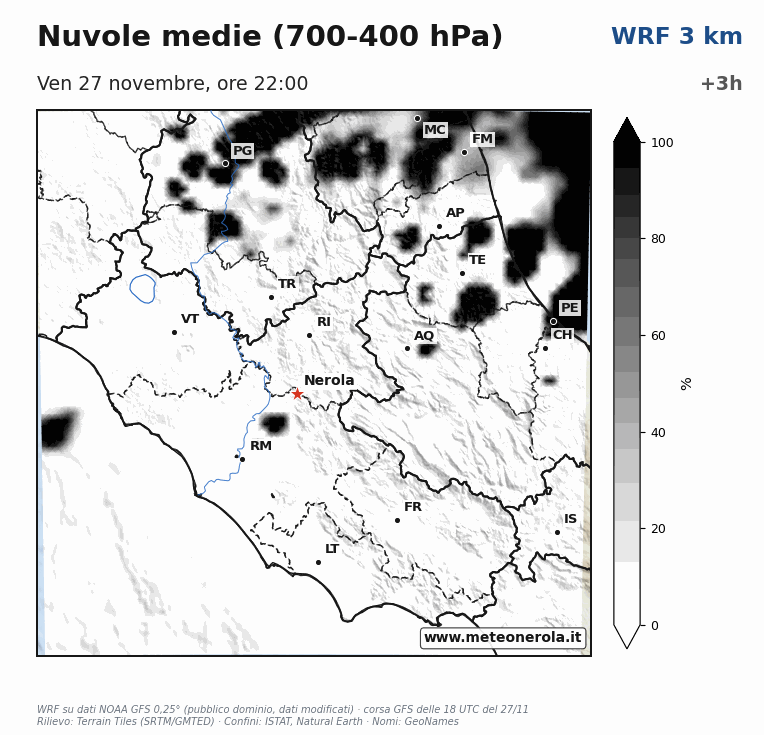 Nuvole medie (700-400 hPa)
WRF 3 km
Ven 27 novembre, ore 22:00
+3h
MC
FM
PG
AP
TE
TR
PE
VT
RI
AQ
CH
Nerola
RM
FR
IS
LT
www.meteonerola.it
100
80
60
40
20
0
%
WRF su dati NOAA GFS 0,25° (pubblico dominio, dati modificati) · corsa GFS delle 18 UTC del 27/11
Rilievo: Terrain Tiles (SRTM/GMTED) · Confini: ISTAT, Natural Earth · Nomi: GeoNames